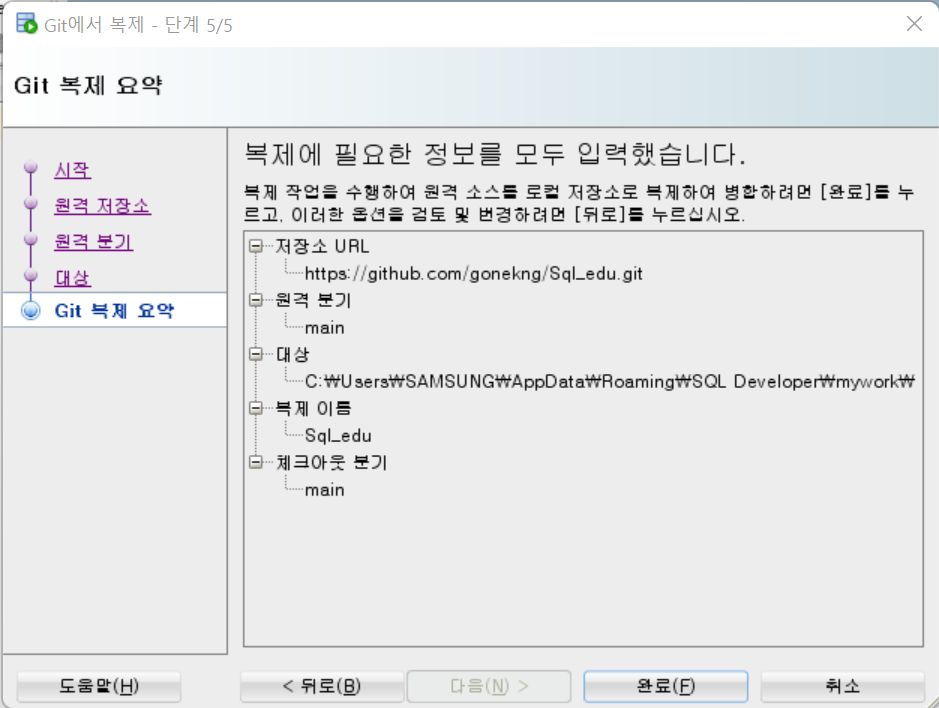 Git에서 복제 - 단계 5/5
Git 복제 요약
시작
원격 저장소
원격 분기
대상
Git 복제 요약
복제에 필요한 정보를 모두 입력했습니다.
복제 작업을 수행하여 원격 소스를 로컬 저장소로 복제하여 병합하려면 [완료]를 누
르고, 이러한 옵션을 검토 및 변경하려면 [뒤로]를 누르십시오.
저장소 URL
https://github.com/gonekng/Sql_edu.git
원격 분기
main
대상
C:₩Users₩SAMSUNG₩AppData₩Roaming₩SQL Developer₩mywork₩
복제 이름
Sql_edu
체크아웃 분기
main
도움말(H)
< 뒤로(B)
다음(N) >
완료(F)
취소